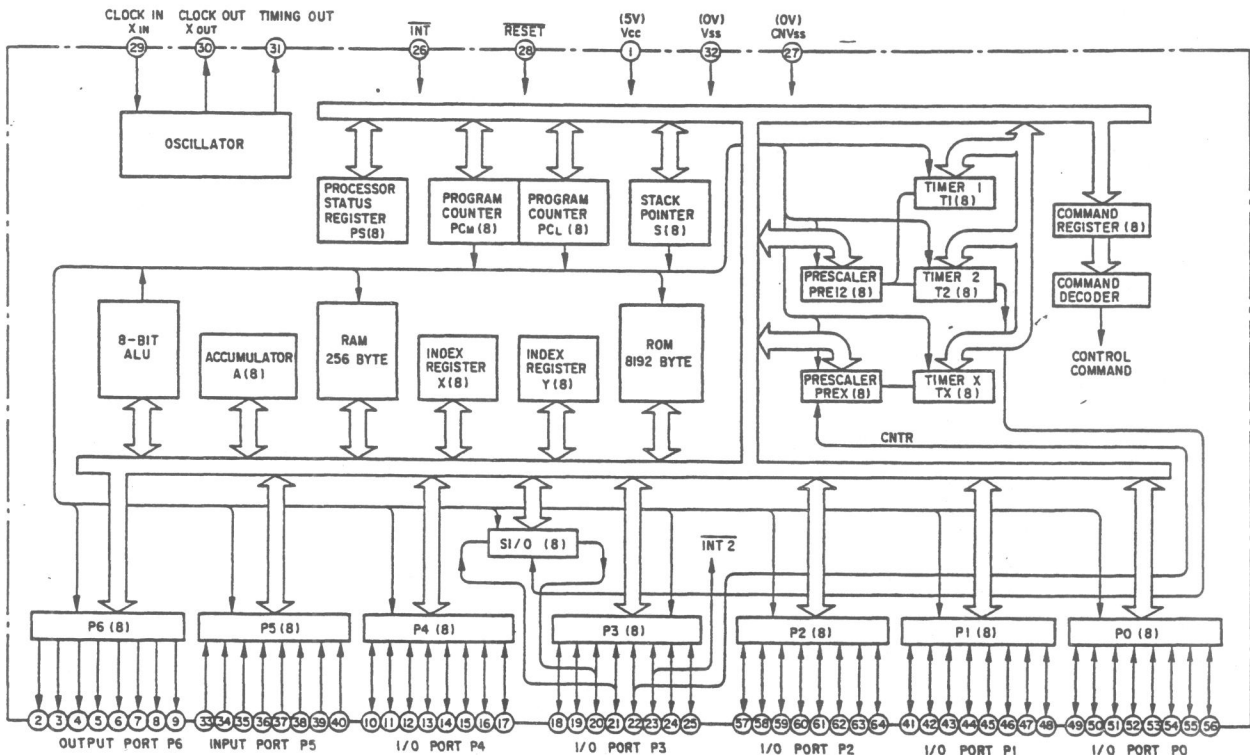 CLOCK IN CLOCK OUT TIMING OUT
XIN XOUT
INT RESET
(5V) (0V) (0V)
Vcc Vss CNVss
29 30 31 26 28 1 32 27
OSCILLATOR
PROCESSOR
STATUS
REGISTER
PS(8)
PROGRAM
COUNTER
PCM(8)
PROGRAM
COUNTER
PCL(8)
STACK
POINTER
S(8)
TIMER 1
T1(8)
COMMAND
REGISTER(8)
PRESCALER
PRE12(8)
TIMER 2
T2(8)
COMMAND
DECODER
8-BIT
ALU
ACCUMULATOR
A(8)
RAM
256 BYTE
INDEX
REGISTER
X(8)
INDEX
REGISTER
Y(8)
ROM
8192 BYTE
CONTROL
COMMAND
PRESCALER
PREX(8)
TIMER X
TX(8)
CNTR
SI/O (8)
INT 2
P6(8) P5(8) P4(8) P3(8) P2(8) P1(8) P0(8)
2 3 4 5 6 7 8 9 33 34 35 36 37 38 39 40 10 11 12 13 14 15 16 17 18 19 20 21 22 23 24 25 57 58 59 60 61 62 63 64 41 42 43 44 45 46 47 48 49 50 51 52 53 54 55 56
OUTPUT PORT P6 INPUT PORT P5 I/O PORT P4 I/O PORT P3 I/O PORT P2 I/O PORT P1 I/O PORT P0